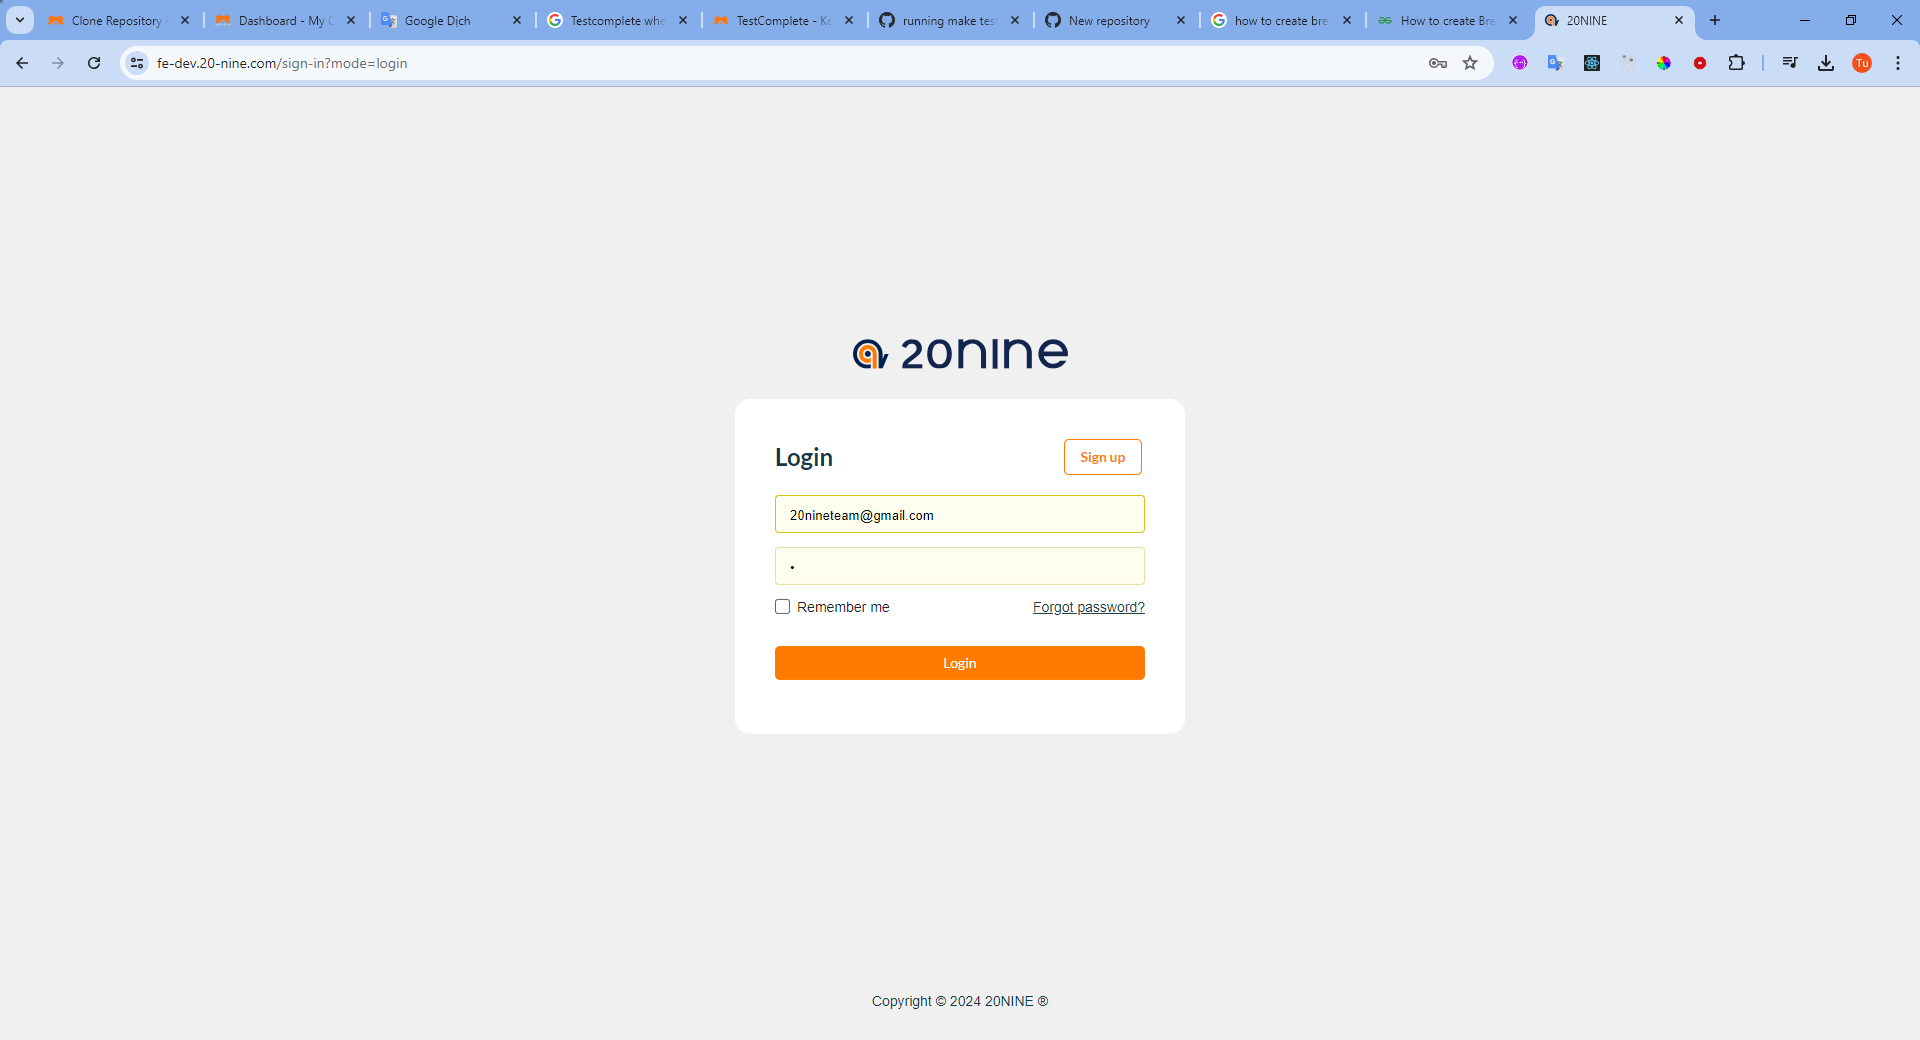 Clone Repository
Dashboard - My C
Google Dịch
Testcomplete whe
TestComplete - Ke
running make test
New repository
how to create bre
How to create Bre
20NINE
fe-dev.20-nine.com/sign-in?mode=login
Tu
20NINE
Login
Sign up
20nineteam@gmail.com
Remember me
Forgot password?
Login
Copyright © 2024 20NINE ®